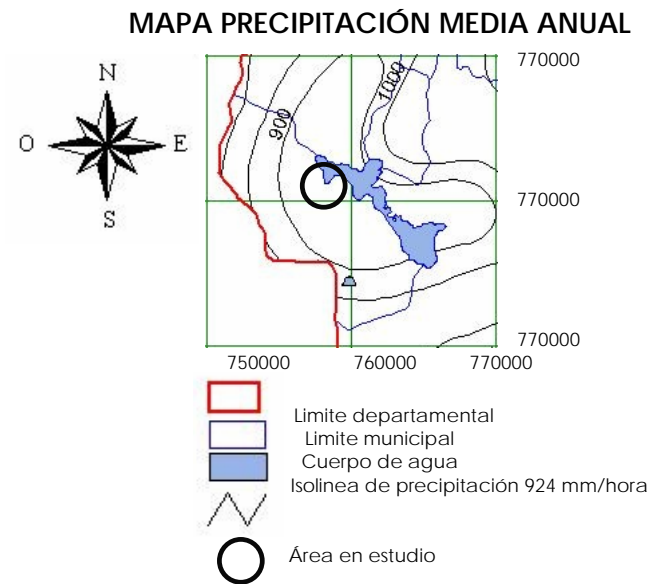 MAPA PRECIPITACIÓN MEDIA ANUAL
N
O
E
S
900
1000
770000
770000
770000
750000
760000
770000
Limite departamental
Limite municipal
Cuerpo de agua
Isolinea de precipitación 924 mm/hora
Área en estudio